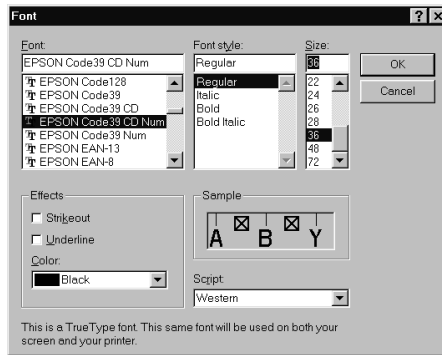 Font
Font:
EPSON Code39 CD Num
EPSON Code128
EPSON Code39
EPSON Code39 CD
EPSON Code39 CD Num
EPSON Code39 Num
EPSON EAN-13
EPSON EAN-8
Font style:
Regular
Regular
Italic
Bold
Bold Italic
Size:
36
22
24
26
28
36
48
72
OK
Cancel
Effects
Strikeout
Underline
Color:
Black
Sample
A B Y
Script:
Western
This is a TrueType font. This same font will be used on both your
screen and your printer.